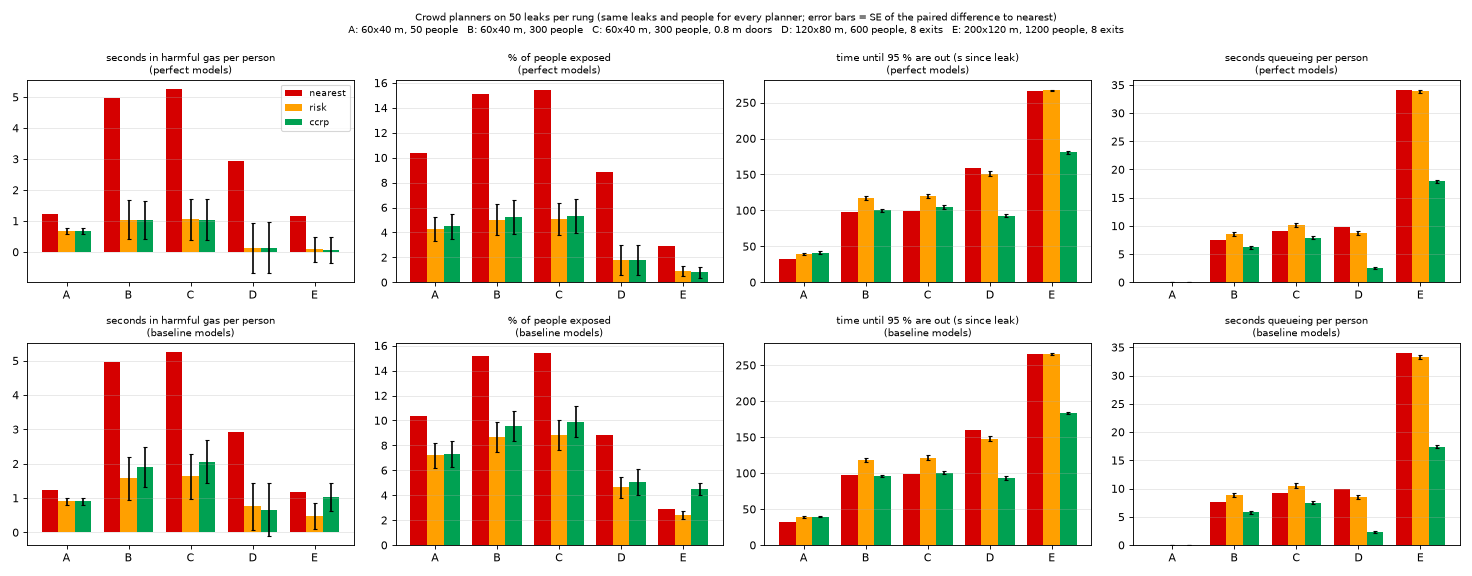 Crowd planners on 50 leaks per rung (same leaks and people for every planner; error bars = SE of the paired difference to nearest)
A: 60x40 m, 50 people   B: 60x40 m, 300 people   C: 60x40 m, 300 people, 0.8 m doors   D: 120x80 m, 600 people, 8 exits   E: 200x120 m, 1200 people, 8 exits
seconds in harmful gas per person
(perfect models)
5
4
3
2
1
0
A B C D E
nearest
risk
ccrp
% of people exposed
(perfect models)
16
14
12
10
8
6
4
2
0
A B C D E
time until 95 % are out (s since leak)
(perfect models)
250
200
150
100
50
0
A B C D E
seconds queueing per person
(perfect models)
35
30
25
20
15
10
5
0
A B C D E
seconds in harmful gas per person
(baseline models)
5
4
3
2
1
0
A B C D E
% of people exposed
(baseline models)
16
14
12
10
8
6
4
2
0
A B C D E
time until 95 % are out (s since leak)
(baseline models)
250
200
150
100
50
0
A B C D E
seconds queueing per person
(baseline models)
35
30
25
20
15
10
5
0
A B C D E